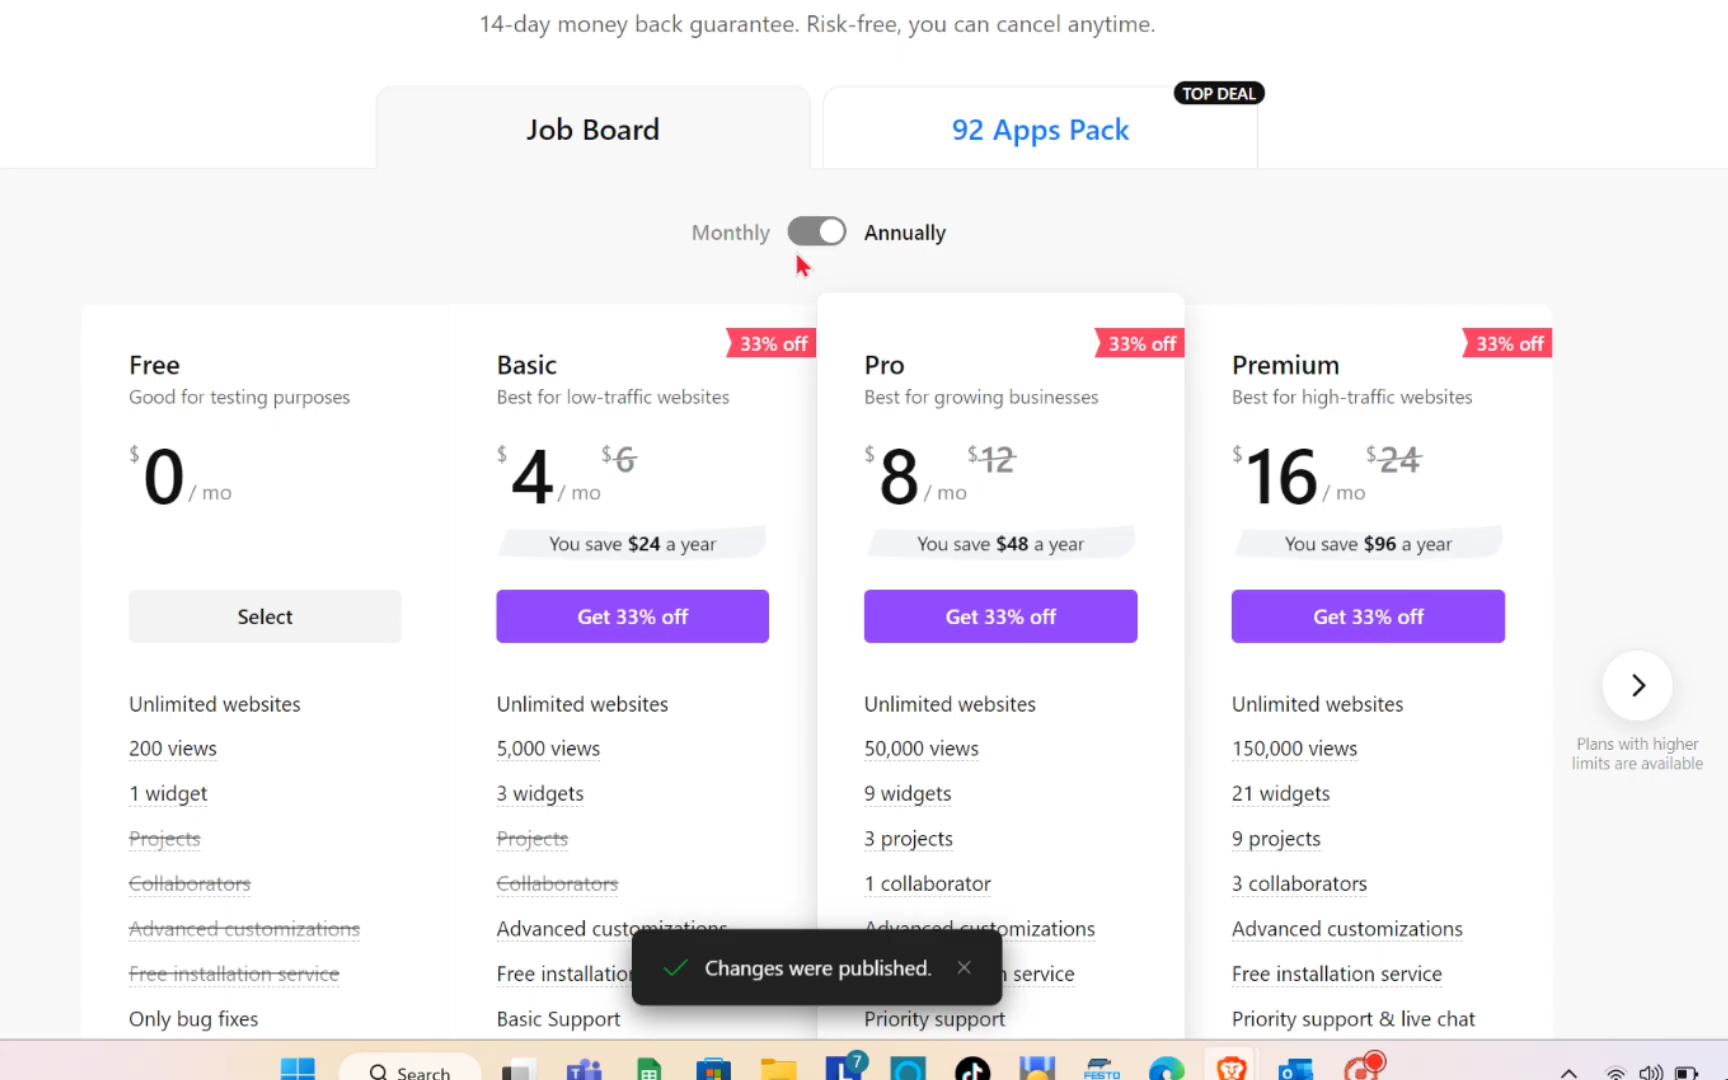 14-day money back guarantee. Risk-free, you can cancel anytime.
TOP DEAL
Job Board
92 Apps Pack
Monthly
Annually
Free
Good for testing purposes
$0 / mo
Select
Unlimited websites
200 views
1 widget
Projects
Collaborators
Advanced customizations
Free installation service
Only bug fixes
33% off
Basic
Best for low-traffic websites
$4 / mo $6
You save $24 a year
Get 33% off
Unlimited websites
5,000 views
3 widgets
Projects
Collaborators
Advanced customizations
Free installation
Basic Support
33% off
Pro
Best for growing businesses
$8 / mo $12
You save $48 a year
Get 33% off
Unlimited websites
50,000 views
9 widgets
3 projects
1 collaborator
Advanced customizations
service
Priority support
33% off
Premium
Best for high-traffic websites
$16 / mo $24
You save $96 a year
Get 33% off
Unlimited websites
150,000 views
21 widgets
9 projects
3 collaborators
Advanced customizations
Free installation service
Priority support & live chat
Plans with higher
limits are available
Changes were published.
Search
7
FESTO